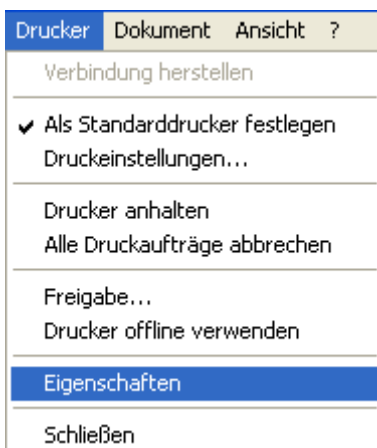 Drucker Dokument Ansicht ?
Verbindung herstellen
Als Standarddrucker festlegen
Druckeinstellungen...
Drucker anhalten
Alle Druckaufträge abbrechen
Freigabe...
Drucker offline verwenden
Eigenschaften
Schließen